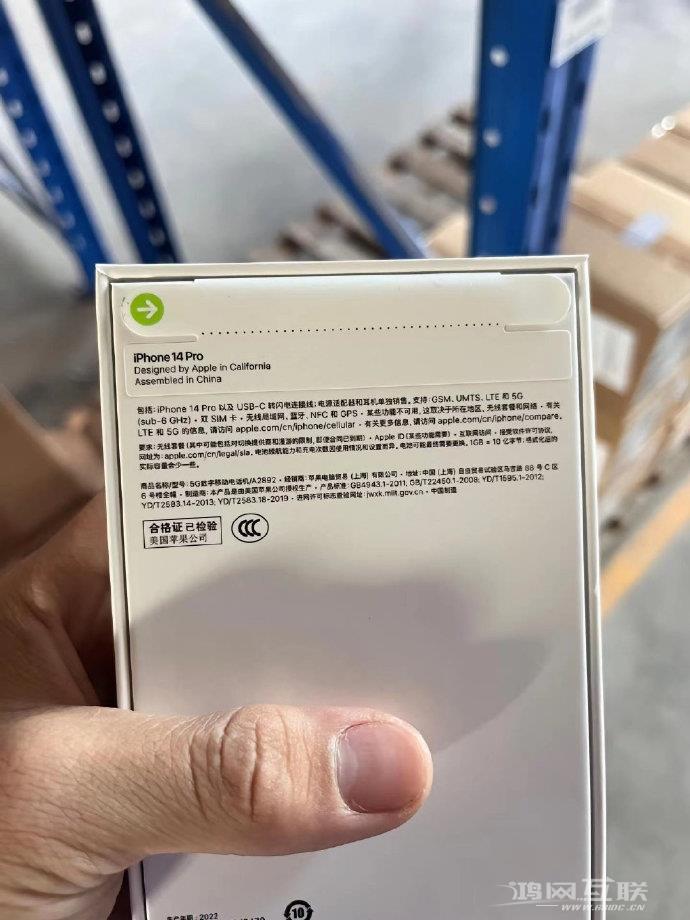 iPhone 14 Pro
Designed by Apple in California
Assembled in China
包括: iPhone 14 Pro 以及 USB-C 转闪电连接线; 电源适配器和耳机单独销售。支持: GSM, UMTS, LTE 和 5G
(sub-6 GHz)・双 SIM 卡・无线局域网, 蓝牙, NFC 和 GPS・某些功能不可用, 这取决于所在地区、无线套餐和网络・有关
LTE 和 5G 的信息, 请访问 apple.com/cn/iphone/cellular・有关更多信息, 请访问 apple.com/cn/iphone/compare.
要求: 无线套餐 (其中可能包括对切换提供商和漫游的限制, 即使合同已到期)・Apple ID (某些功能需要)・互联网访问・接受软件许可协议,
网址为: apple.com/cn/legal/sla. 电池续航能力和充电次数因使用情况和设置而异。电池可能最终需要更换。1GB = 10 亿字节; 格式化后的
实际容量会少一些。
商品名称/型号: 5G数字移动电话机/A2892・经销商: 苹果电脑贸易 (上海) 有限公司・地址: 中国 (上海) 自由贸易试验区马吉路 88 号 C 区
6 号楼全幢・制造商: 本产品是由美国苹果公司授权生产・产品标准: GB4943.1-2011; GB/T22450.1-2008; YD/T1595.1-2012;
YD/T2583.14-2013; YD/T2583.18-2019・进网许可标志查验网址: jwxk.miit.gov.cn・中国制造
合格证 已检验
美国苹果公司
CCC
生产年期: 2022
10
鸿网互联